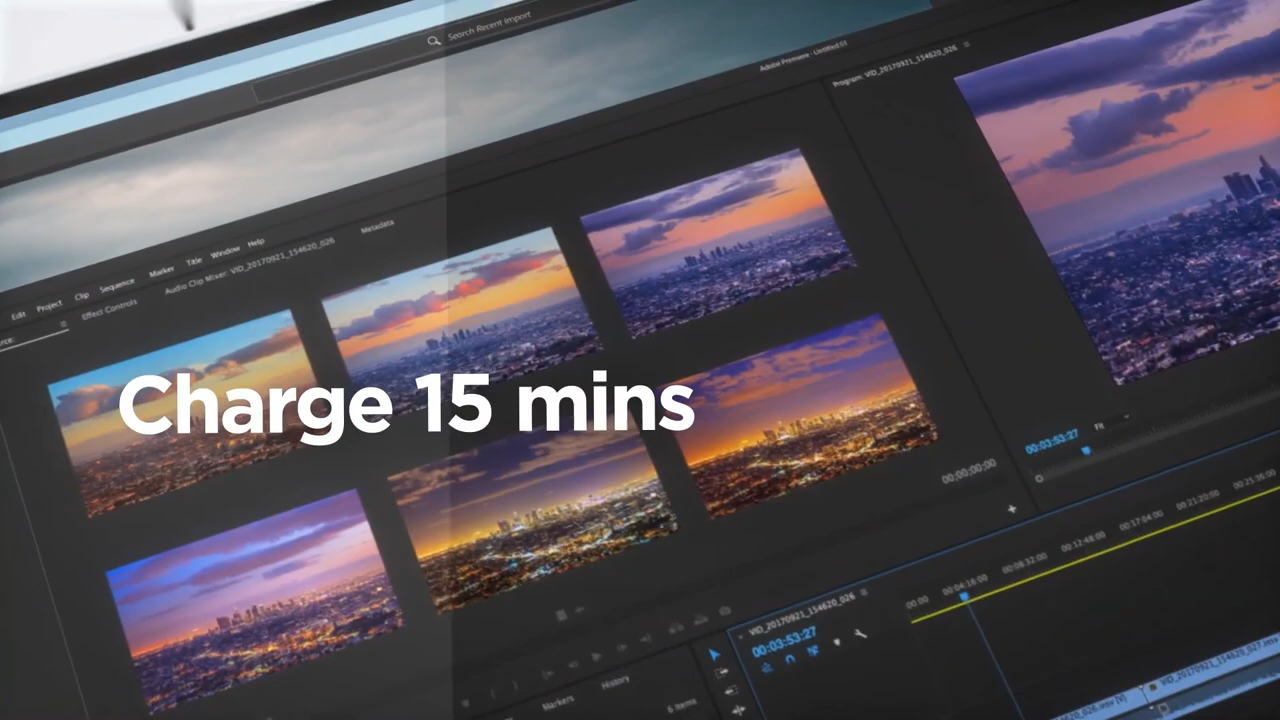 Search Recent Import
Adobe Premiere - Untitled 01
Program: VID_20170921_154620_026
Edit Project Clip Sequence Marker Title Window Help
Effect Controls
Audio Clip Mixer: VID_20170921_154620_026
Metadata
Charge 15 mins
00:03:53:27
Fit
00;00;00;00
00:00
00:04:16:00
00:08:32:00
00:12:48:00
00:17:04:00
00:21:20:00
00:25:36:00
VID_20170921_154620_026
00:03:53:27
Markers
History
6 Items